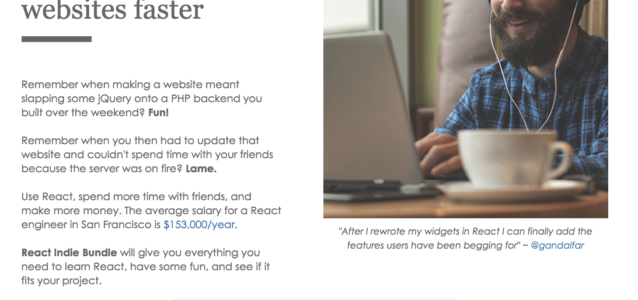 websites faster
Remember when making a website meant
slapping some jQuery onto a PHP backend you
built over the weekend? Fun!
Remember when you then had to update that
website and couldn't spend time with your friends
because the server was on fire? Lame.
Use React, spend more time with friends, and
make more money. The average salary for a React
engineer in San Francisco is $153,000/year.
React Indie Bundle will give you everything you
need to learn React, have some fun, and see if it
fits your project.
"After I rewrote my widgets in React I can finally add the
features users have been begging for" ~ @gandalfar